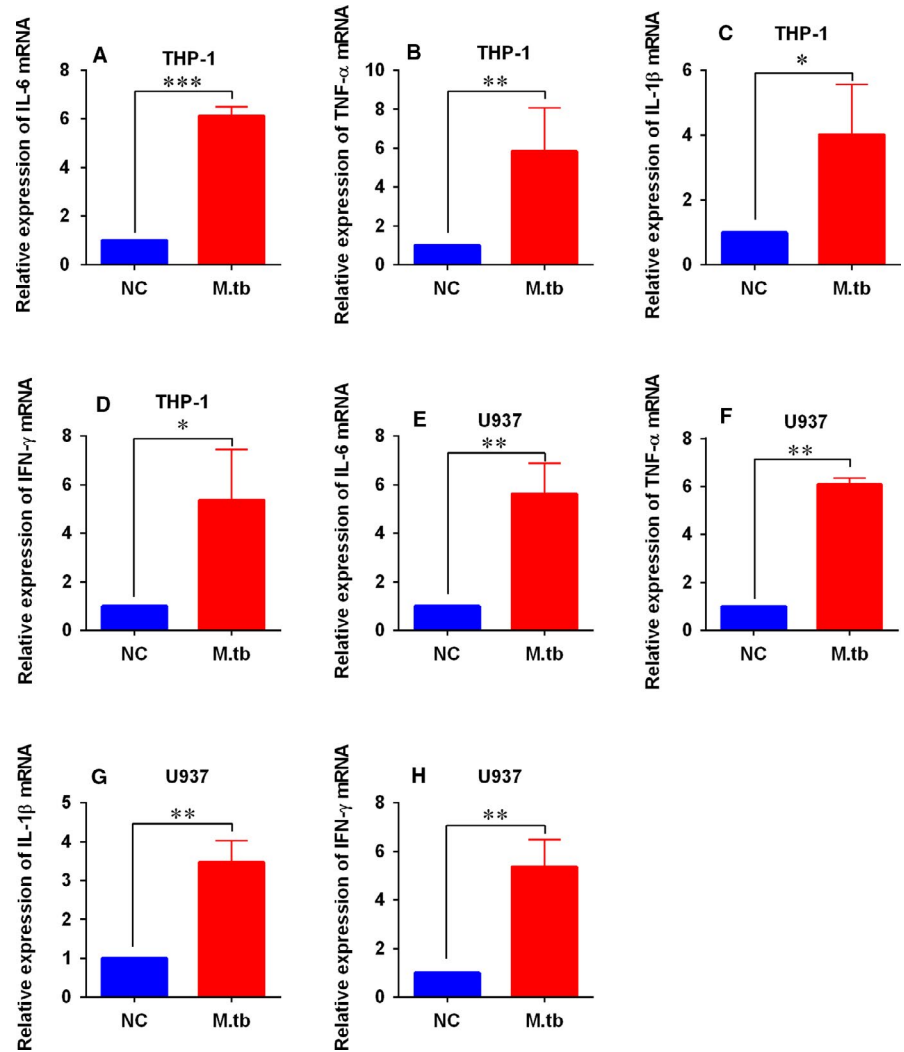 A
THP-1
***
Relative expression of IL-6 mRNA
8
6
4
2
0
NC M.tb
B
THP-1
**
Relative expression of TNF-α mRNA
10
8
6
4
2
0
NC M.tb
C
THP-1
*
Relative expression of IL-1β mRNA
6
4
2
0
NC M.tb
D
THP-1
*
Relative expression of IFN-γ mRNA
8
6
4
2
0
NC M.tb
E
U937
**
Relative expression of IL-6 mRNA
8
6
4
2
0
NC M.tb
F
U937
**
Relative expression of TNF-α mRNA
8
6
4
2
0
NC M.tb
G
U937
**
Relative expression of IL-1β mRNA
5
4
3
2
1
0
NC M.tb
H
U937
**
Relative expression of IFN-γ mRNA
8
6
4
2
0
NC M.tb